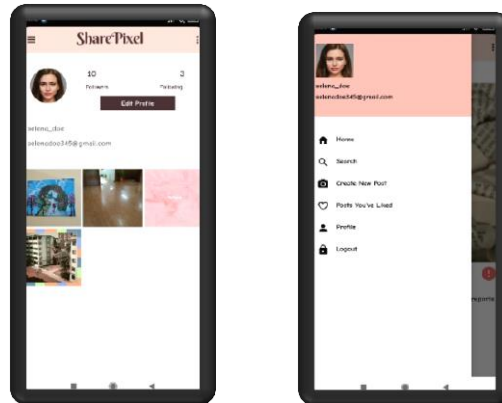 SharePixel
10
Followers
Following
Edit Profile
selena_doe
selenadoe345@gmail.com
selena_doe
selenadoe345@gmail.com
Home
Search
Create New Post
Posts You've Liked
Profile
Logout
reports